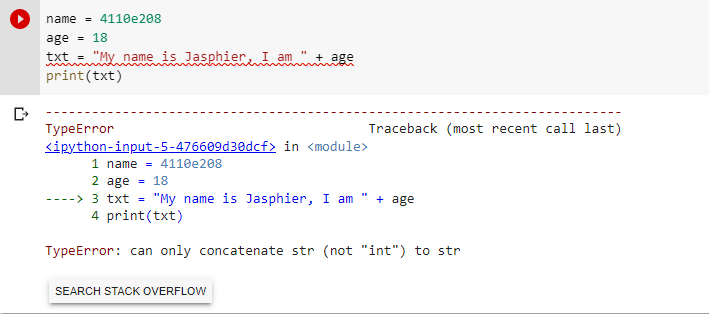 name = 4110e208
age = 18
txt = "My name is Jasphier, I am " + age
print(txt)
---------------------------------------------------------------------------
TypeError                                 Traceback (most recent call last)
<ipython-input-5-476609d30dcf> in <module>
      1 name = 4110e208
      2 age = 18
----> 3 txt = "My name is Jasphier, I am " + age
      4 print(txt)
TypeError: can only concatenate str (not "int") to str
SEARCH STACK OVERFLOW